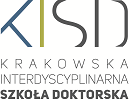 KISD
KRAKOWSKA
INTERDYSCYPLINARNA
SZKOŁA DOKTORSKA